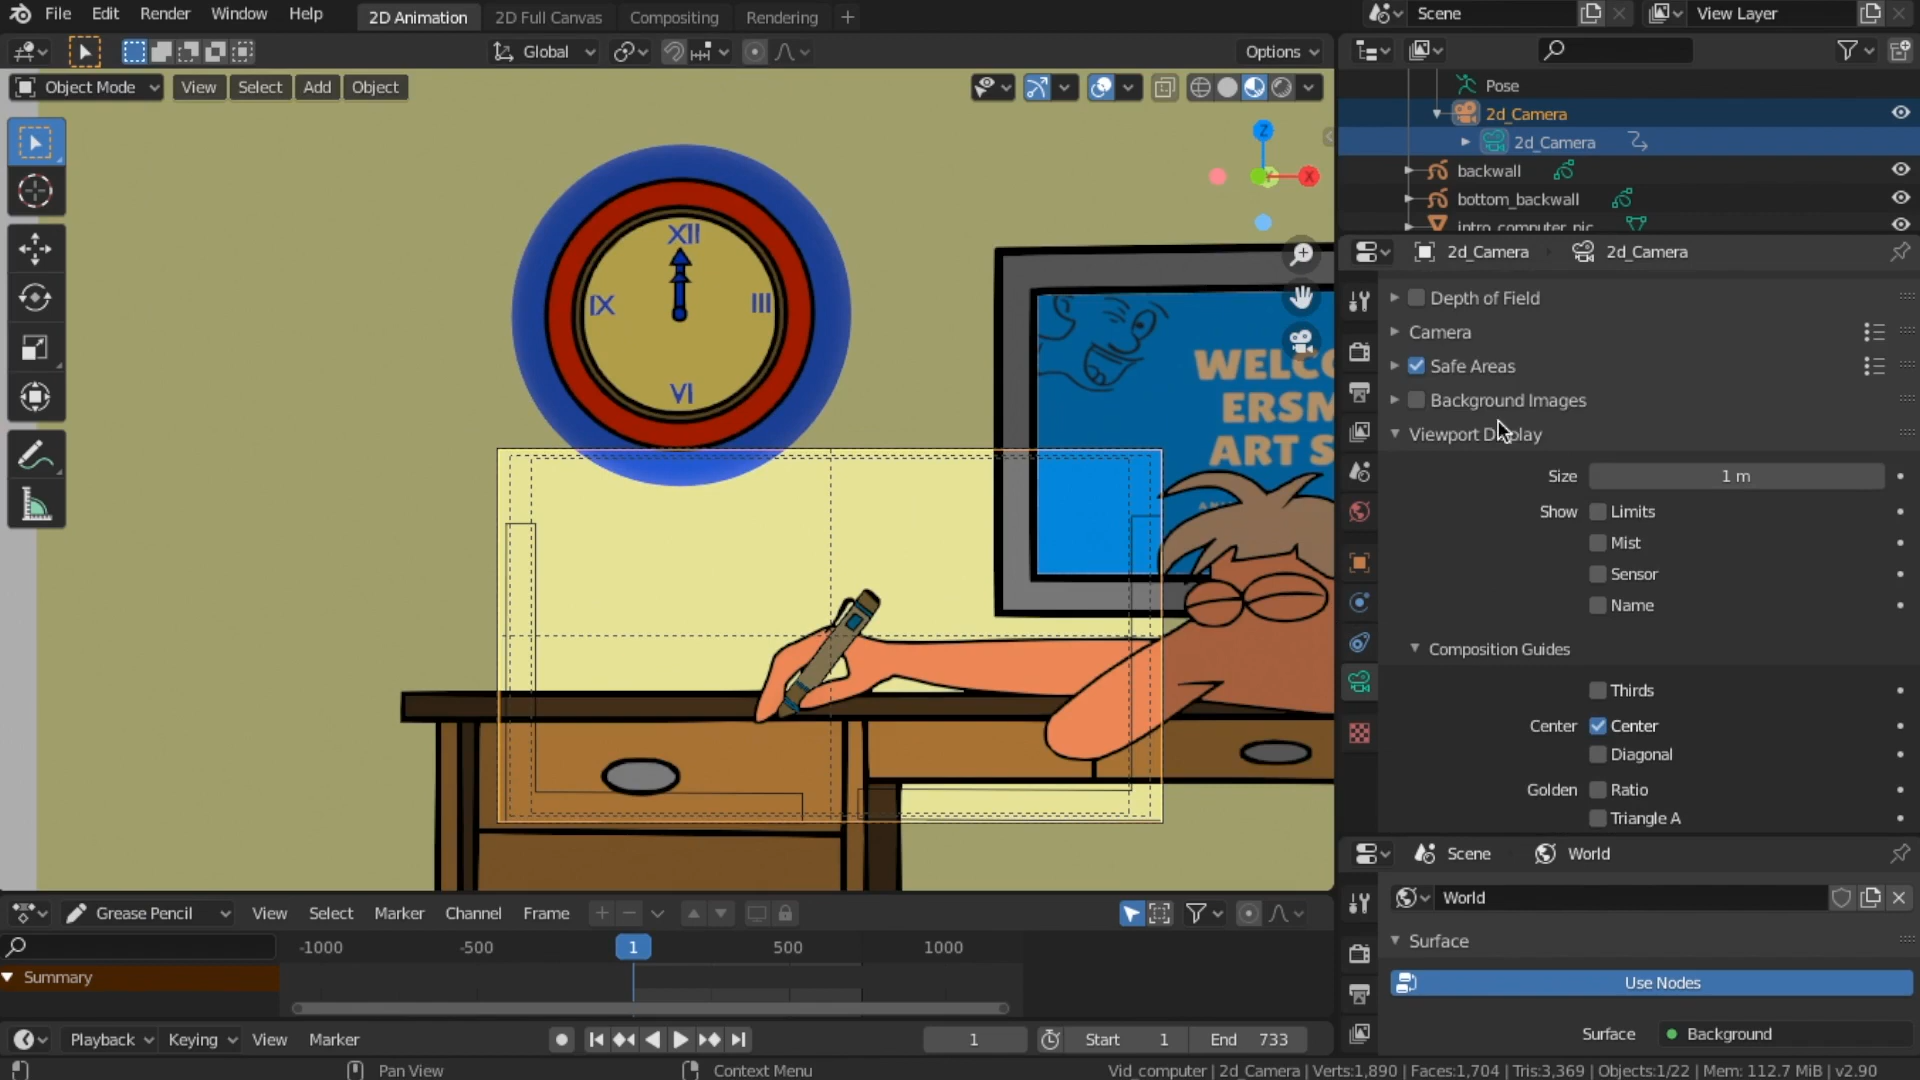 File Edit Render Window Help 2D Animation 2D Full Canvas Compositing Rendering + Scene View Layer
Global Options
Object Mode View Select Add Object
Pose
2d_Camera
2d_Camera
backwall
bottom_backwall
intro_computer_pic
2d_Camera 2d_Camera
Depth of Field
Camera
Safe Areas
Background Images
Viewport Display
Size 1 m
Show Limits
Mist
Sensor
Name
Composition Guides
Thirds
Center Center
Diagonal
Golden Ratio
Triangle A
Z
X
XII
IX III
VI
WELC
ERSM
ART S
Scene World
World
Surface
Use Nodes
Surface Background
Grease Pencil View Select Marker Channel Frame
-1000 -500 1 500 1000
Summary
Playback Keying View Marker 1 Start 1 End 733
Pan View Context Menu Vid_computer | 2d_Camera | Verts:1,890 | Faces:1,704 | Tris:3,369 | Objects:1/22 | Mem: 112.7 MiB | v2.90